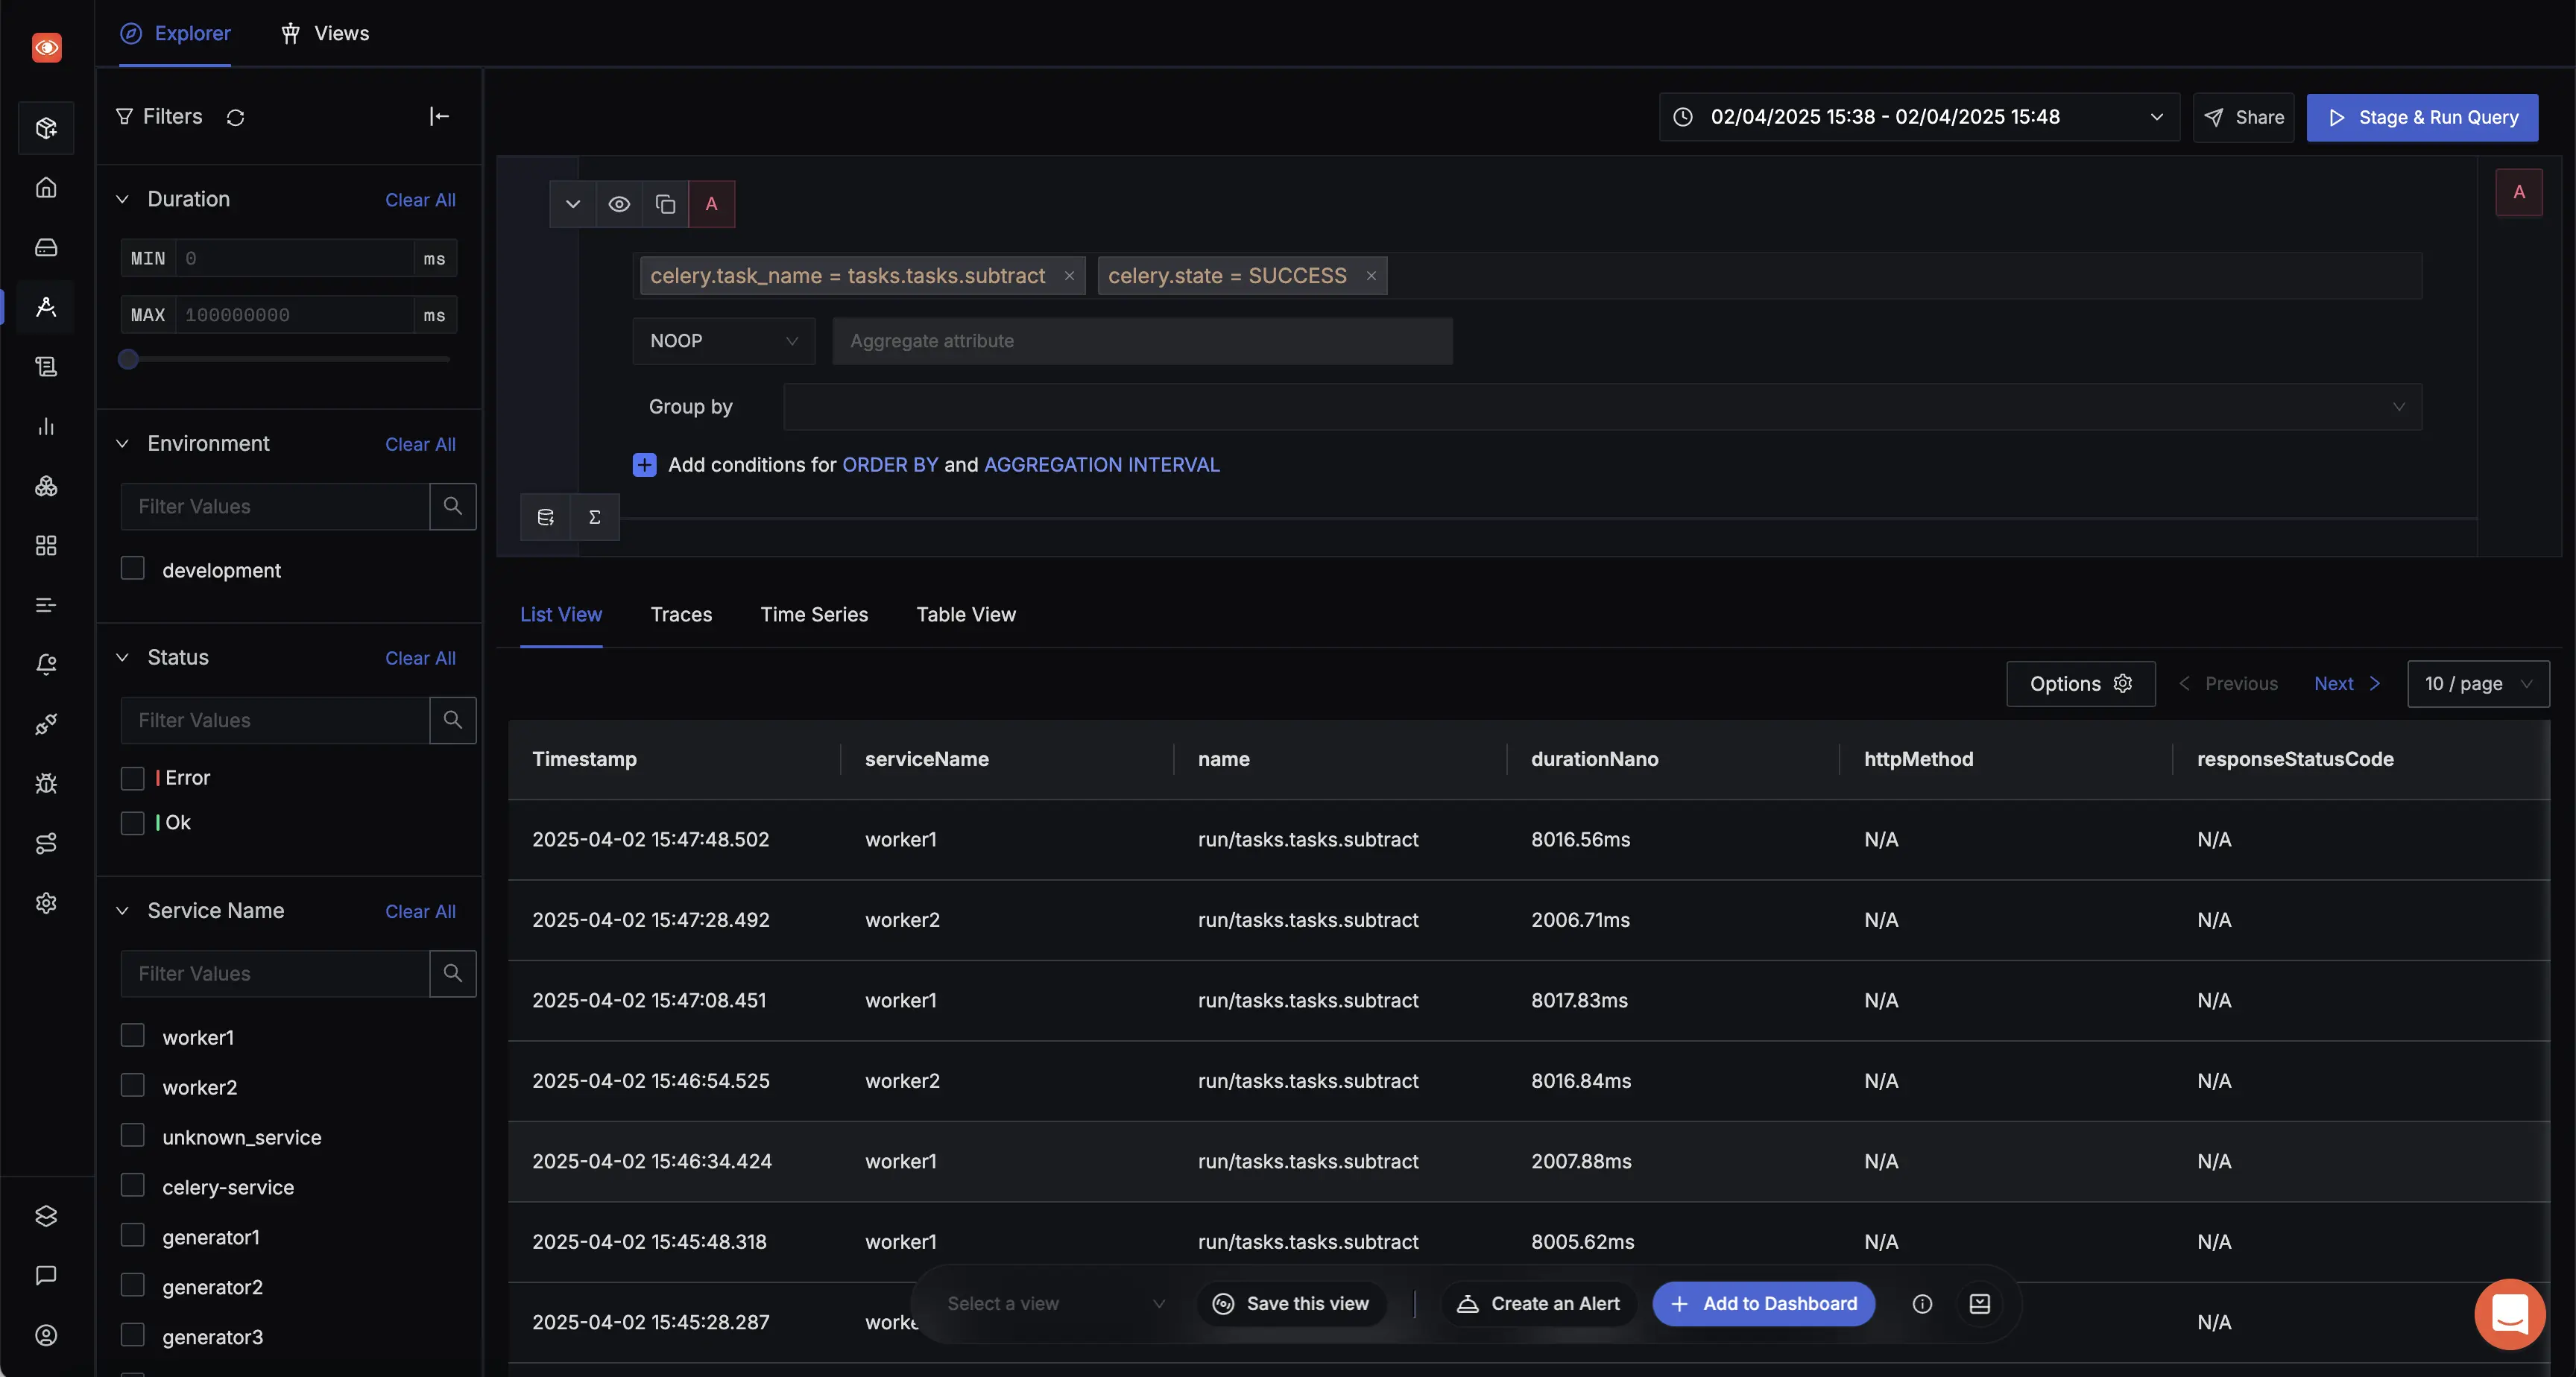 Explorer
Views
Filters
Duration Clear All
MIN 0 ms
MAX 100000000 ms
Environment Clear All
Filter Values
development
Status Clear All
Filter Values
Error
Ok
Service Name Clear All
Filter Values
worker1
worker2
unknown_service
celery-service
generator1
generator2
generator3
02/04/2025 15:38 - 02/04/2025 15:48
Share
Stage & Run Query
A
A
celery.task_name = tasks.tasks.subtract ×
celery.state = SUCCESS ×
NOOP
Aggregate attribute
Group by
Add conditions for ORDER BY and AGGREGATION INTERVAL
Σ
List View Traces Time Series Table View
Options Previous Next 10 / page
Timestamp serviceName name durationNano httpMethod responseStatusCode
2025-04-02 15:47:48.502 worker1 run/tasks.tasks.subtract 8016.56ms N/A N/A
2025-04-02 15:47:28.492 worker2 run/tasks.tasks.subtract 2006.71ms N/A N/A
2025-04-02 15:47:08.451 worker1 run/tasks.tasks.subtract 8017.83ms N/A N/A
2025-04-02 15:46:54.525 worker2 run/tasks.tasks.subtract 8016.84ms N/A N/A
2025-04-02 15:46:34.424 worker1 run/tasks.tasks.subtract 2007.88ms N/A N/A
2025-04-02 15:45:48.318 worker1 run/tasks.tasks.subtract 8005.62ms N/A N/A
2025-04-02 15:45:28.287 N/A
Select a view
Save this view
Create an Alert
Add to Dashboard